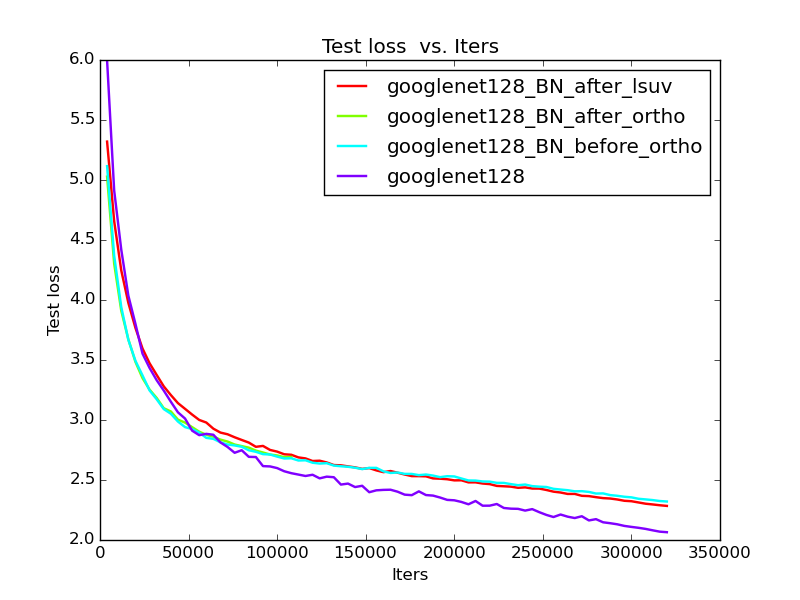 Test loss  vs. Iters
6.0
5.5
5.0
4.5
4.0
3.5
3.0
2.5
2.0
Test loss
googlenet128_BN_after_lsuv
googlenet128_BN_after_ortho
googlenet128_BN_before_ortho
googlenet128
0 50000 100000 150000 200000 250000 300000 350000
Iters